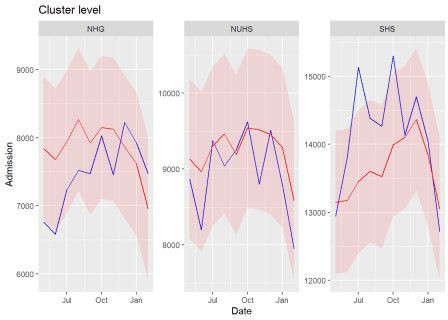 Cluster level
NHG
NUHS
SHS
Admission
9000
8000
7000
6000
10000
9000
8000
15000
14000
13000
12000
Jul
Oct
Jan
Jul
Oct
Jan
Jul
Oct
Jan
Date